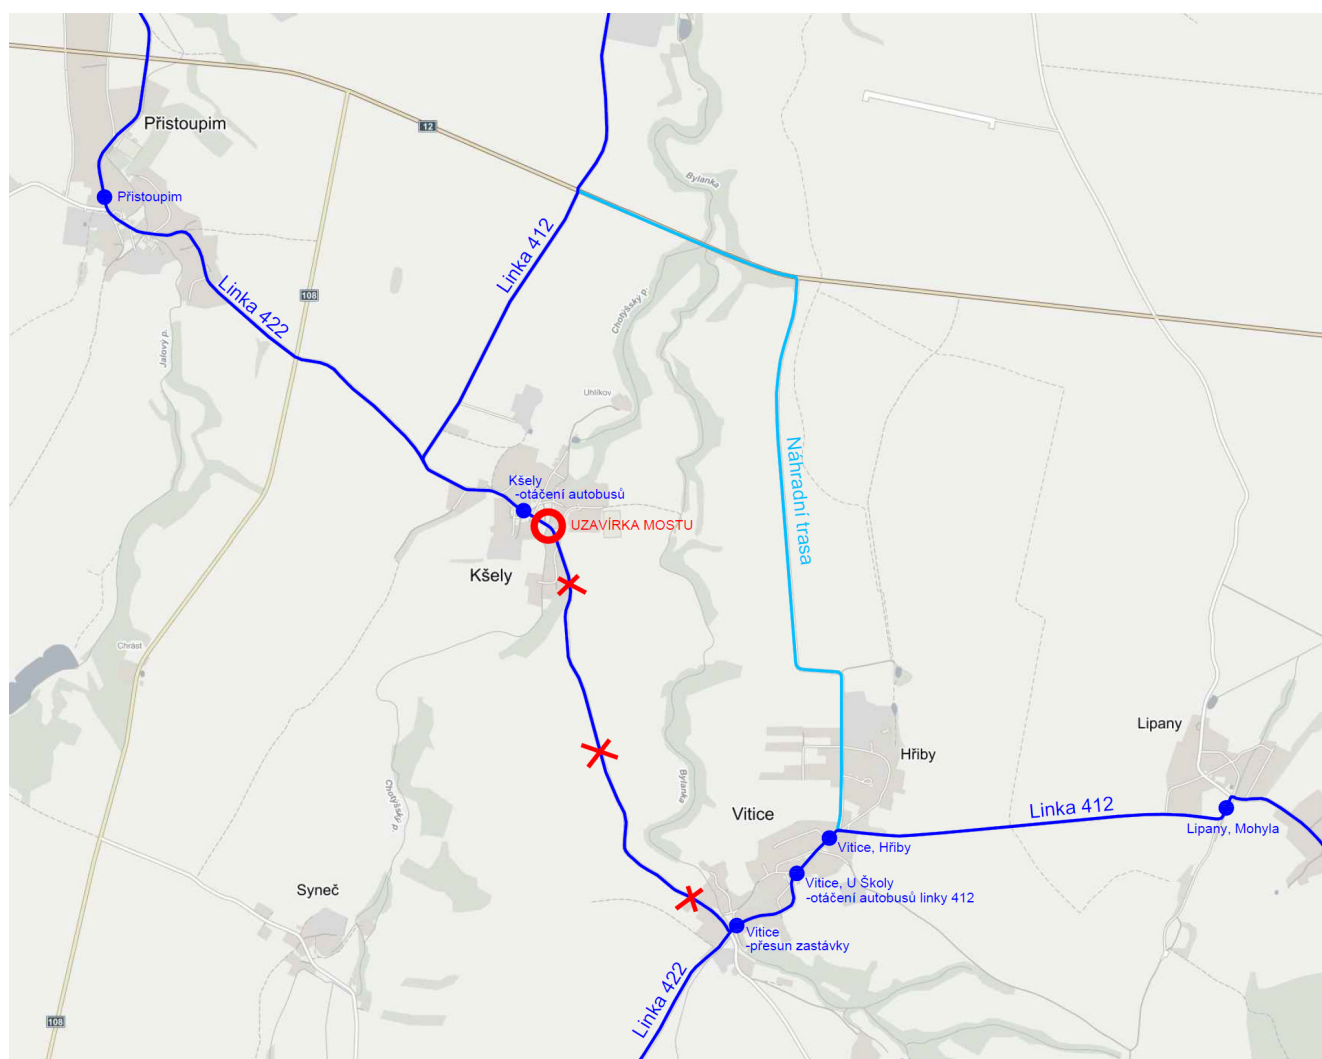 12
Přistoupim
Bylanka
Přistoupim
Linka 412
Chotýšský p.
108
Linka 422
Jalový p.
Uhlíkov
Náhradní trasa
Kšely
-otáčení autobusů
UZAVÍRKA MOSTU
Kšely
Chrást
Lipany
Hřiby
Bylanka
Chotýšský p.
Vitice
Linka 412
Lipany, Mohyla
Vitice, Hřiby
Vitice, U Školy
-otáčení autobusů linky 412
Syneč
Vitice
-přesun zastávky
Linka 422
108